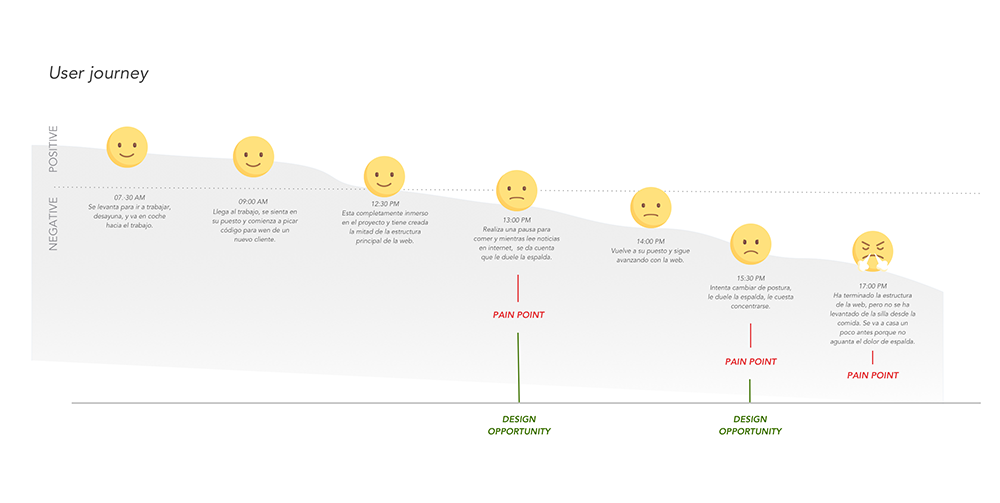 User journey
POSITIVE
NEGATIVE
07: 30 AM
Se levanta para ir a trabajar,
desayuna, y va en coche
hacia el trabajo.
09:00 AM
Llega al trabajo, se sienta en
su puesto y comienza a picar
código para wen de un
nuevo cliente.
12:30 PM
Esta completamente inmerso
en el proyecto y tiene creada
la mitad de la estructura
principal de la web.
13:00 PM
Realiza una pausa para
comer y mientras lee noticias
en internet, se da cuenta
que le duele la espalda.
PAIN POINT
DESIGN
OPPORTUNITY
14:00 PM
Vuelve a su puesto y sigue
avanzando con la web.
15:30 PM
Intenta cambiar de postura,
le duele la espalda, le cuesta
concentrarse.
PAIN POINT
DESIGN
OPPORTUNITY
17:00 PM
Ha terminado la estructura
de la web, pero no se ha
levantado de la silla desde la
comida. Se va a casa un
poco antes porque no
aguanta el dolor de espalda.
PAIN POINT